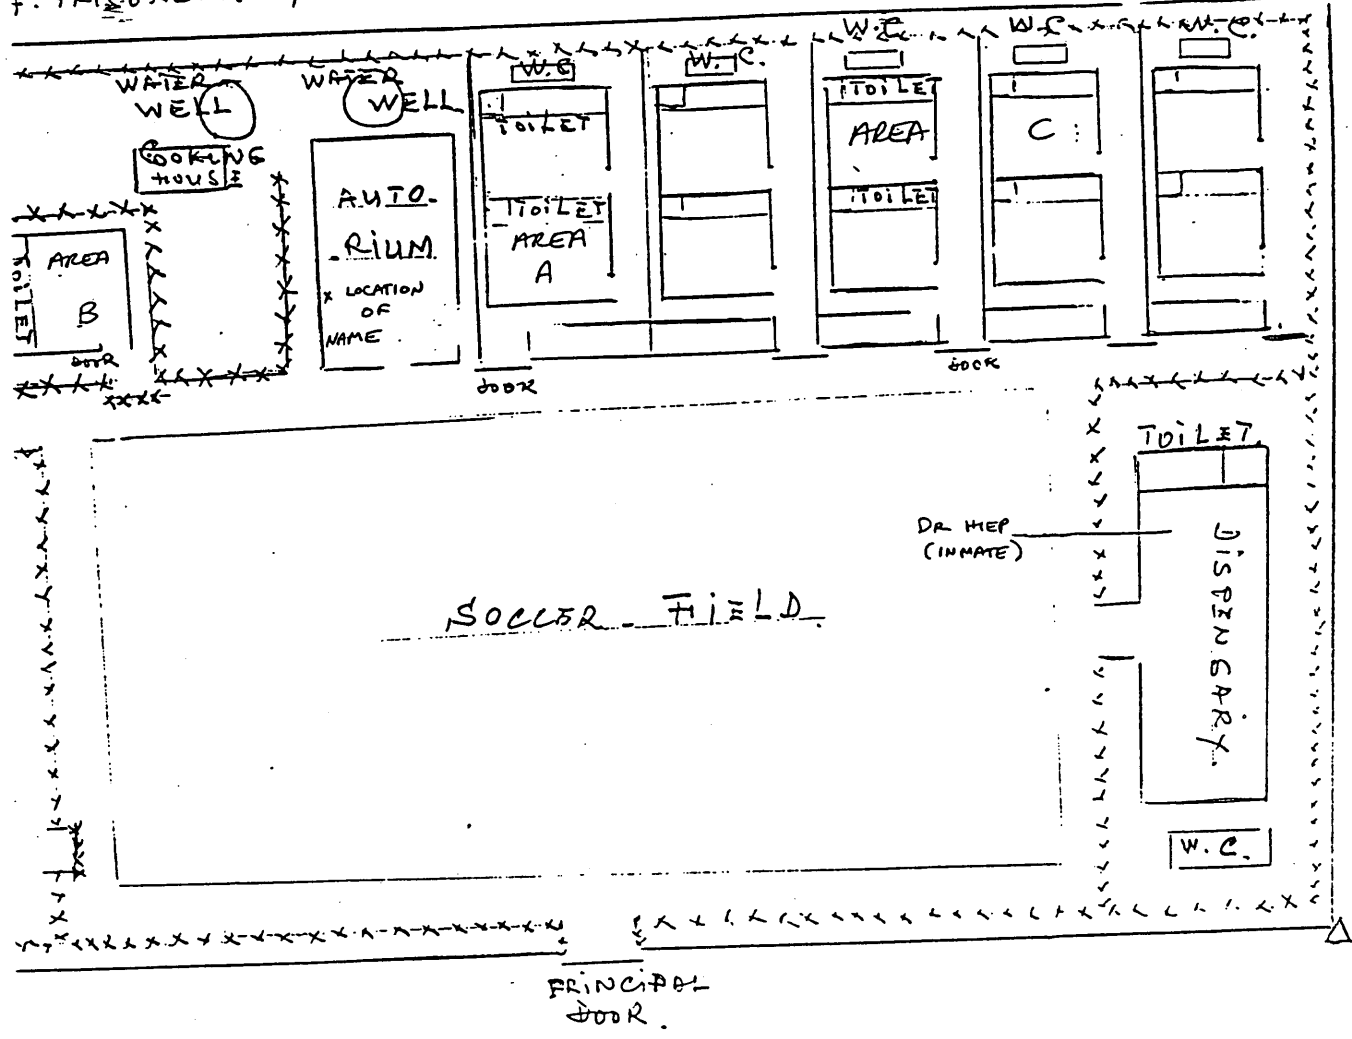 W.C
W.C.
W.C
W.C
W.C.
WATER
WELL
WATER
WELL
COOKING
HOUSE
TOILET
TOILET
AREA
A
TOILET
AREA
TOILET
C
AUTO-
-RIUM
x LOCATION
OF
NAME
TOILET
AREA
B
DOOR
DOOR
DOOR
TOILET.
DR HIEP
(INMATE)
DISPENSARY.
SOCCER - FIELD.
W.C.
PRINCIPAL
DOOR.